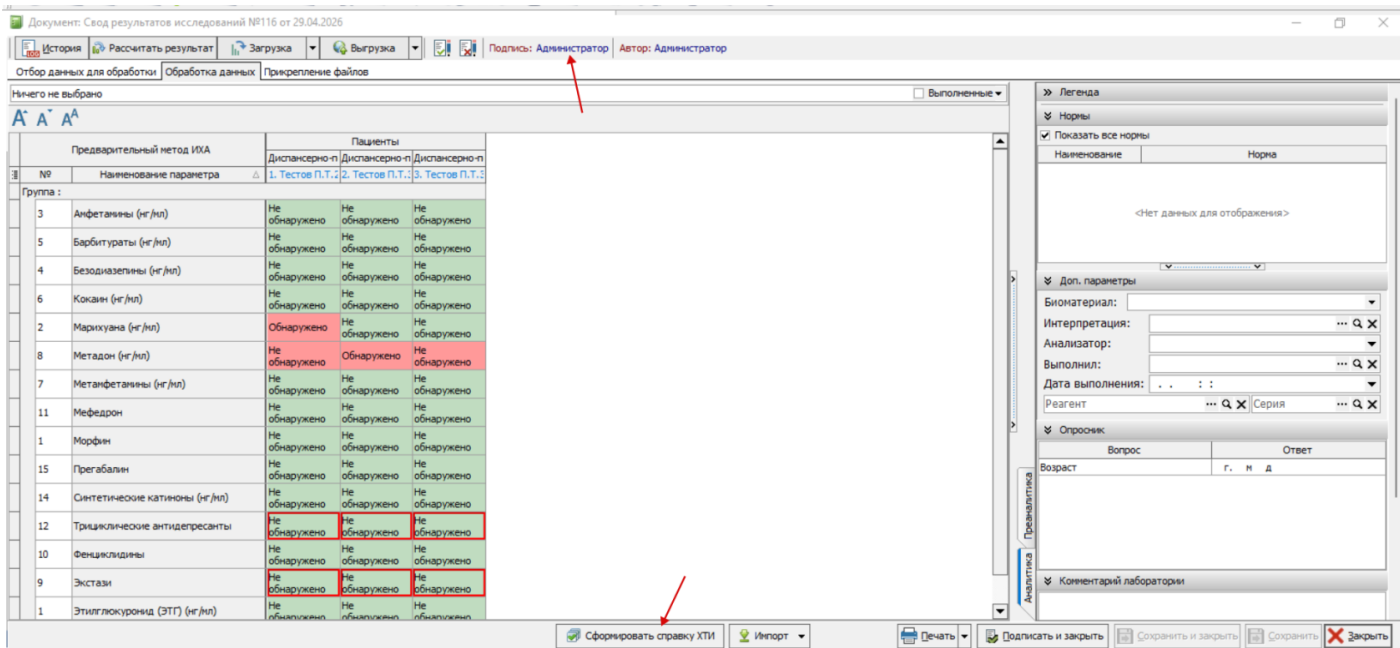 Документ: Свод результатов исследований №116 от 29.04.2026
История Рассчитать результат Загрузка Выгрузка Подпись: Администратор Автор: Администратор
Отбор данных для обработки Обработка данных Прикрепление файлов
Ничего не выбрано Выполненные
Предварительный метод ИХА Пациенты
Диспансерно-п Диспансерно-п Диспансерно-п
№ Наименование параметра 1. Тестов П.Т. 2. Тестов П.Т. 3. Тестов П.Т.
Группа :
3 Амфетамины (нг/мл) Не обнаружено Не обнаружено Не обнаружено
5 Барбитураты (нг/мл) Не обнаружено Не обнаружено Не обнаружено
4 Безодиазепины (нг/мл) Не обнаружено Не обнаружено Не обнаружено
6 Кокаин (нг/мл) Не обнаружено Не обнаружено Не обнаружено
2 Марихуана (нг/мл) Обнаружено Не обнаружено Не обнаружено
8 Метадон (нг/мл) Не обнаружено Обнаружено Не обнаружено
7 Метамфетамины (нг/мл) Не обнаружено Не обнаружено Не обнаружено
11 Мефедрон Не обнаружено Не обнаружено Не обнаружено
1 Морфин Не обнаружено Не обнаружено Не обнаружено
15 Прегабалин Не обнаружено Не обнаружено Не обнаружено
14 Синтетические катиноны (нг/мл) Не обнаружено Не обнаружено Не обнаружено
12 Трициклические антидепресанты Не обнаружено Не обнаружено Не обнаружено
10 Фенциклидины Не обнаружено Не обнаружено Не обнаружено
9 Экстази Не обнаружено Не обнаружено Не обнаружено
1 Этилглюкуронид (ЭТГ) (нг/мл) Не обнаружено Не обнаружено Не обнаружено
Легенда
Нормы
Показать все нормы
Наименование Норма
<Нет данных для отображения>
Доп. параметры
Биоматериал:
Интерпретация:
Анализатор:
Выполнил:
Дата выполнения: . . : :
Реагент Серия
Опросник
Вопрос Ответ
Возраст г. м д
Преаналитика
Аналитика
Комментарий лаборатории
Сформировать справку ХТИ Импорт Печать Подписать и закрыть Сохранить и закрыть Сохранить Закрыть